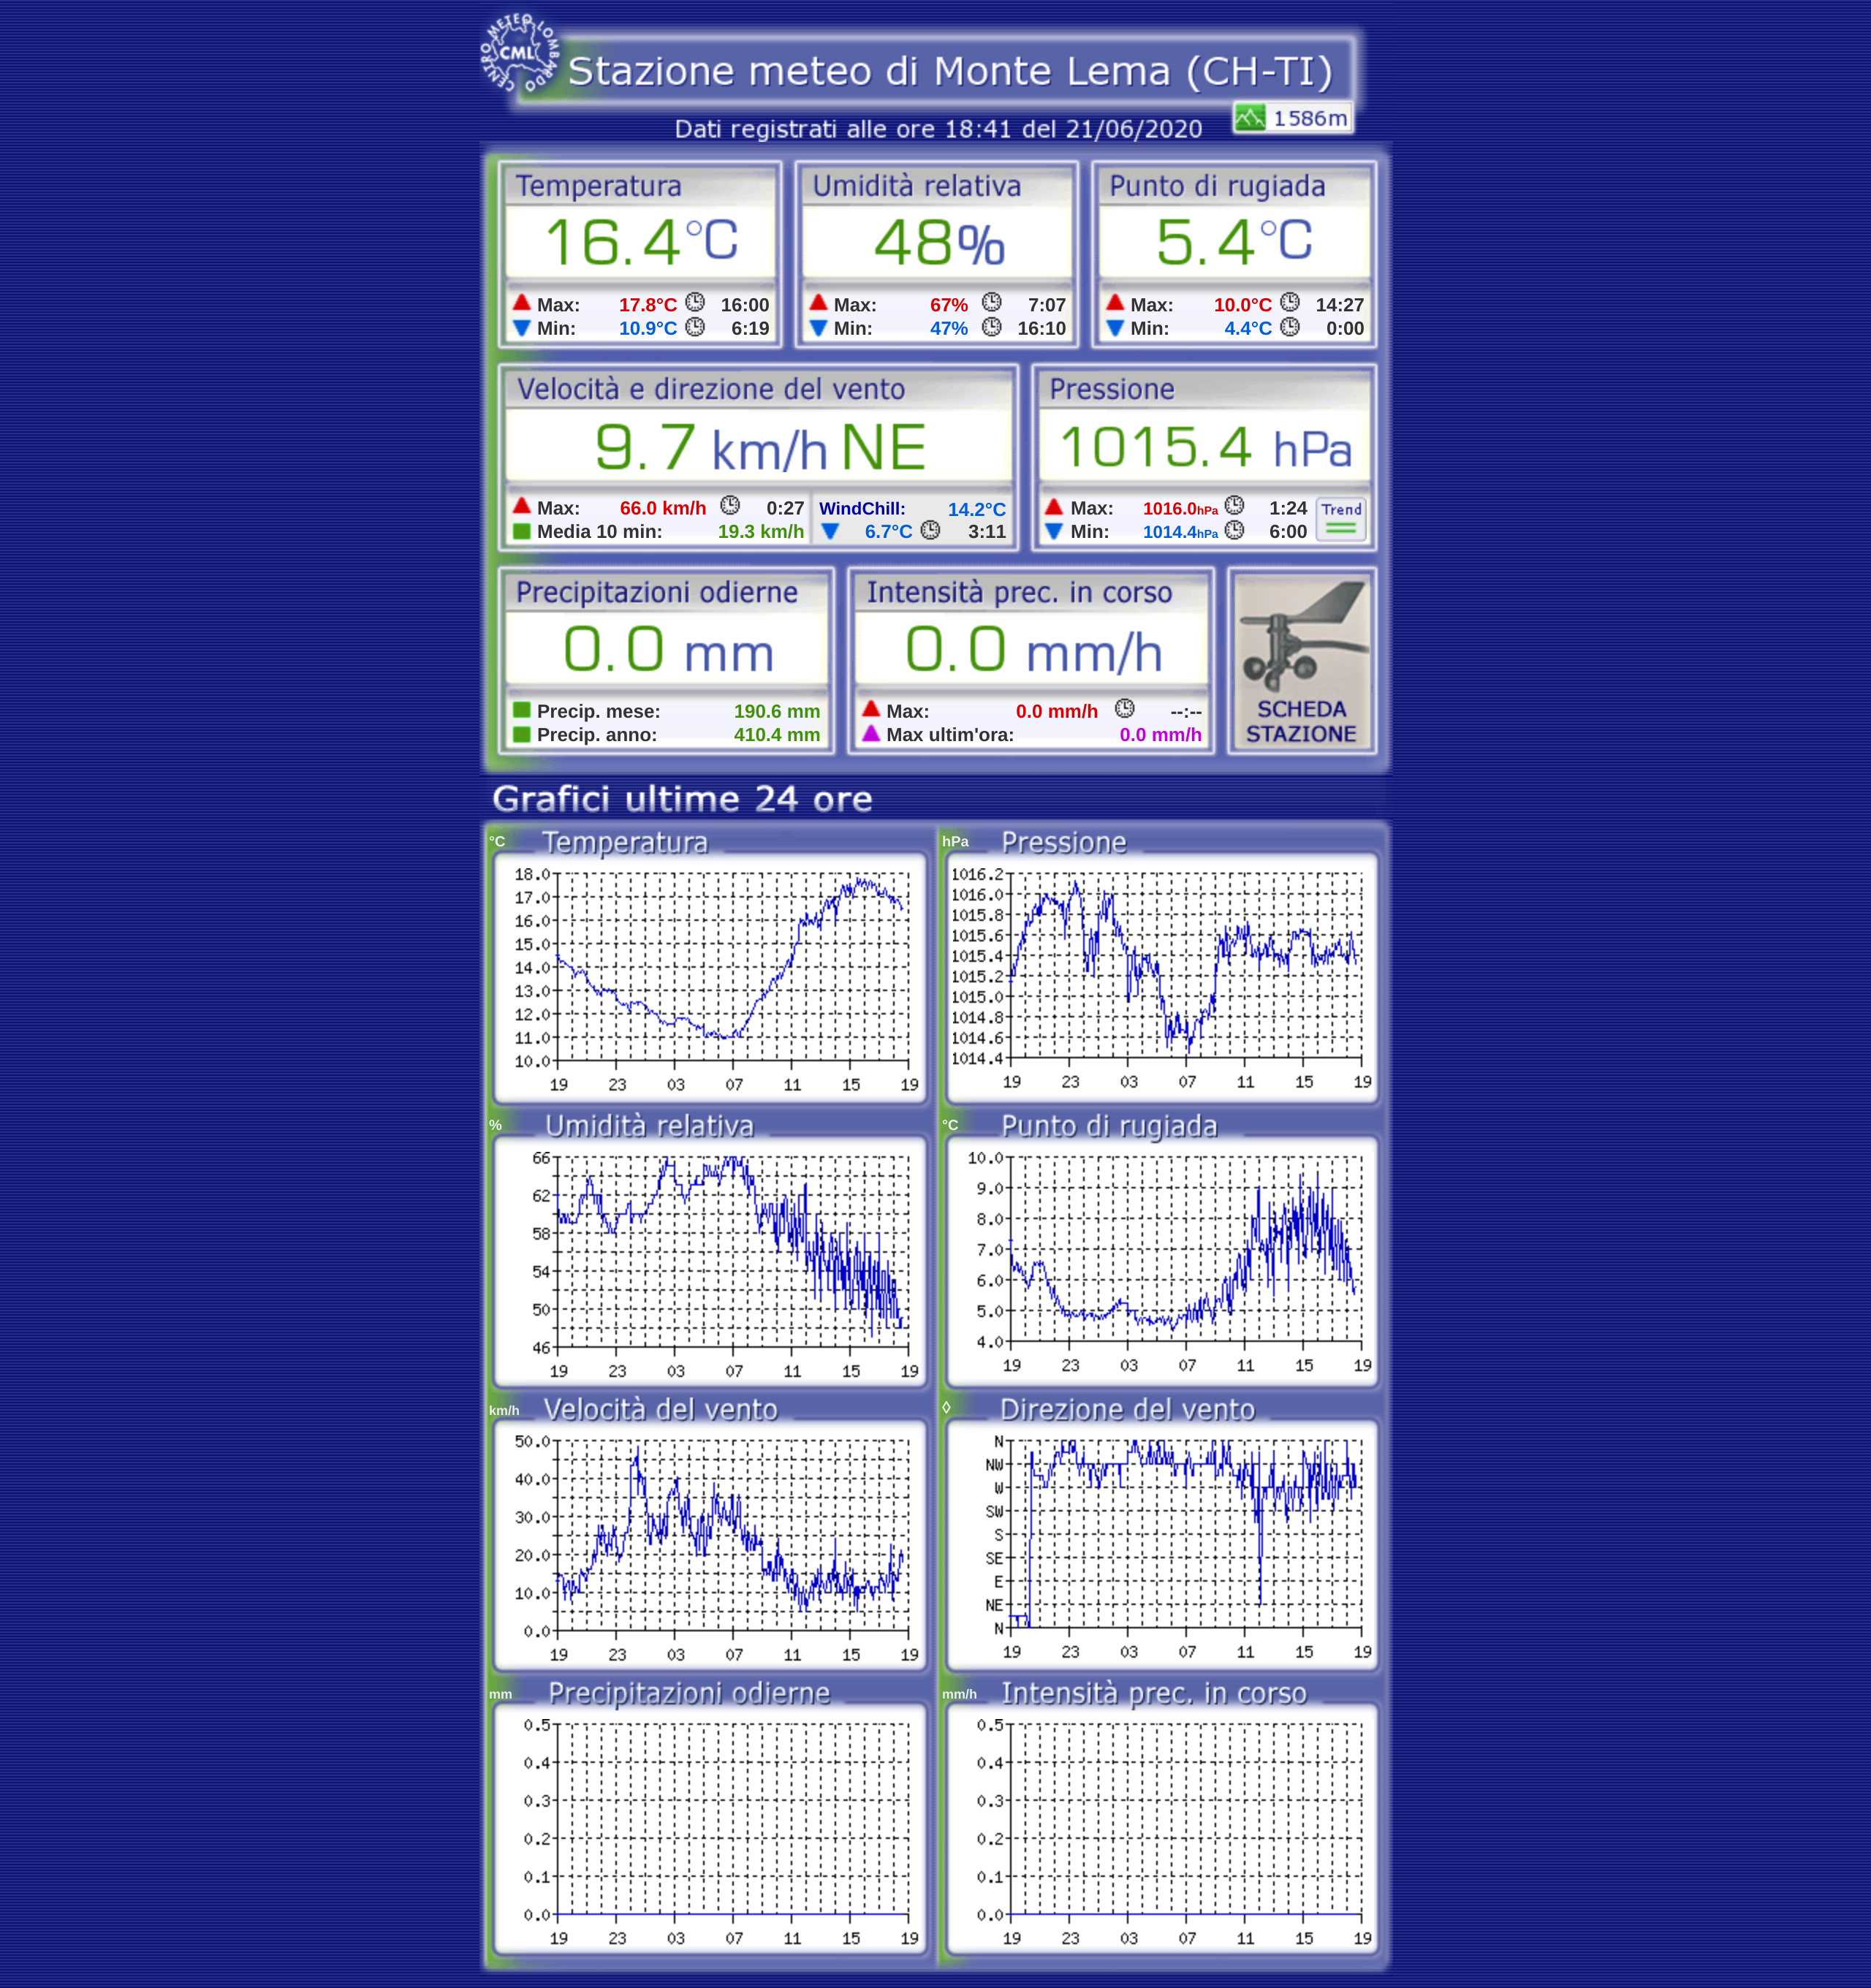 CENTRO METEO LOMBARDO
CML
Stazione meteo di Monte Lema (CH-TI)
1586m
Dati registrati alle ore 18:41 del 21/06/2020
Temperatura
16.4°C
Max: 17.8°C 16:00
Min: 10.9°C 6:19
Umidità relativa
48%
Max: 67% 7:07
Min: 47% 16:10
Punto di rugiada
5.4°C
Max: 10.0°C 14:27
Min: 4.4°C 0:00
Velocità e direzione del vento
9.7 km/h NE
Max: 66.0 km/h 0:27
Media 10 min: 19.3 km/h
WindChill: 14.2°C
6.7°C 3:11
Pressione
1015.4 hPa
Max: 1016.0hPa 1:24
Min: 1014.4hPa 6:00
Trend
Precipitazioni odierne
0.0 mm
Precip. mese: 190.6 mm
Precip. anno: 410.4 mm
Intensità prec. in corso
0.0 mm/h
Max: 0.0 mm/h --:--
Max ultim'ora: 0.0 mm/h
SCHEDA
STAZIONE
Grafici ultime 24 ore
°C Temperatura
18.0
17.0
16.0
15.0
14.0
13.0
12.0
11.0
10.0
19 23 03 07 11 15 19
hPa Pressione
1016.2
1016.0
1015.8
1015.6
1015.4
1015.2
1015.0
1014.8
1014.6
1014.4
19 23 03 07 11 15 19
% Umidità relativa
66
62
58
54
50
46
19 23 03 07 11 15 19
°C Punto di rugiada
10.0
9.0
8.0
7.0
6.0
5.0
4.0
19 23 03 07 11 15 19
km/h Velocità del vento
50.0
40.0
30.0
20.0
10.0
0.0
19 23 03 07 11 15 19
◊ Direzione del vento
N
NW
W
SW
S
SE
E
NE
N
19 23 03 07 11 15 19
mm Precipitazioni odierne
0.5
0.4
0.3
0.2
0.1
0.0
19 23 03 07 11 15 19
mm/h Intensità prec. in corso
0.5
0.4
0.3
0.2
0.1
0.0
19 23 03 07 11 15 19